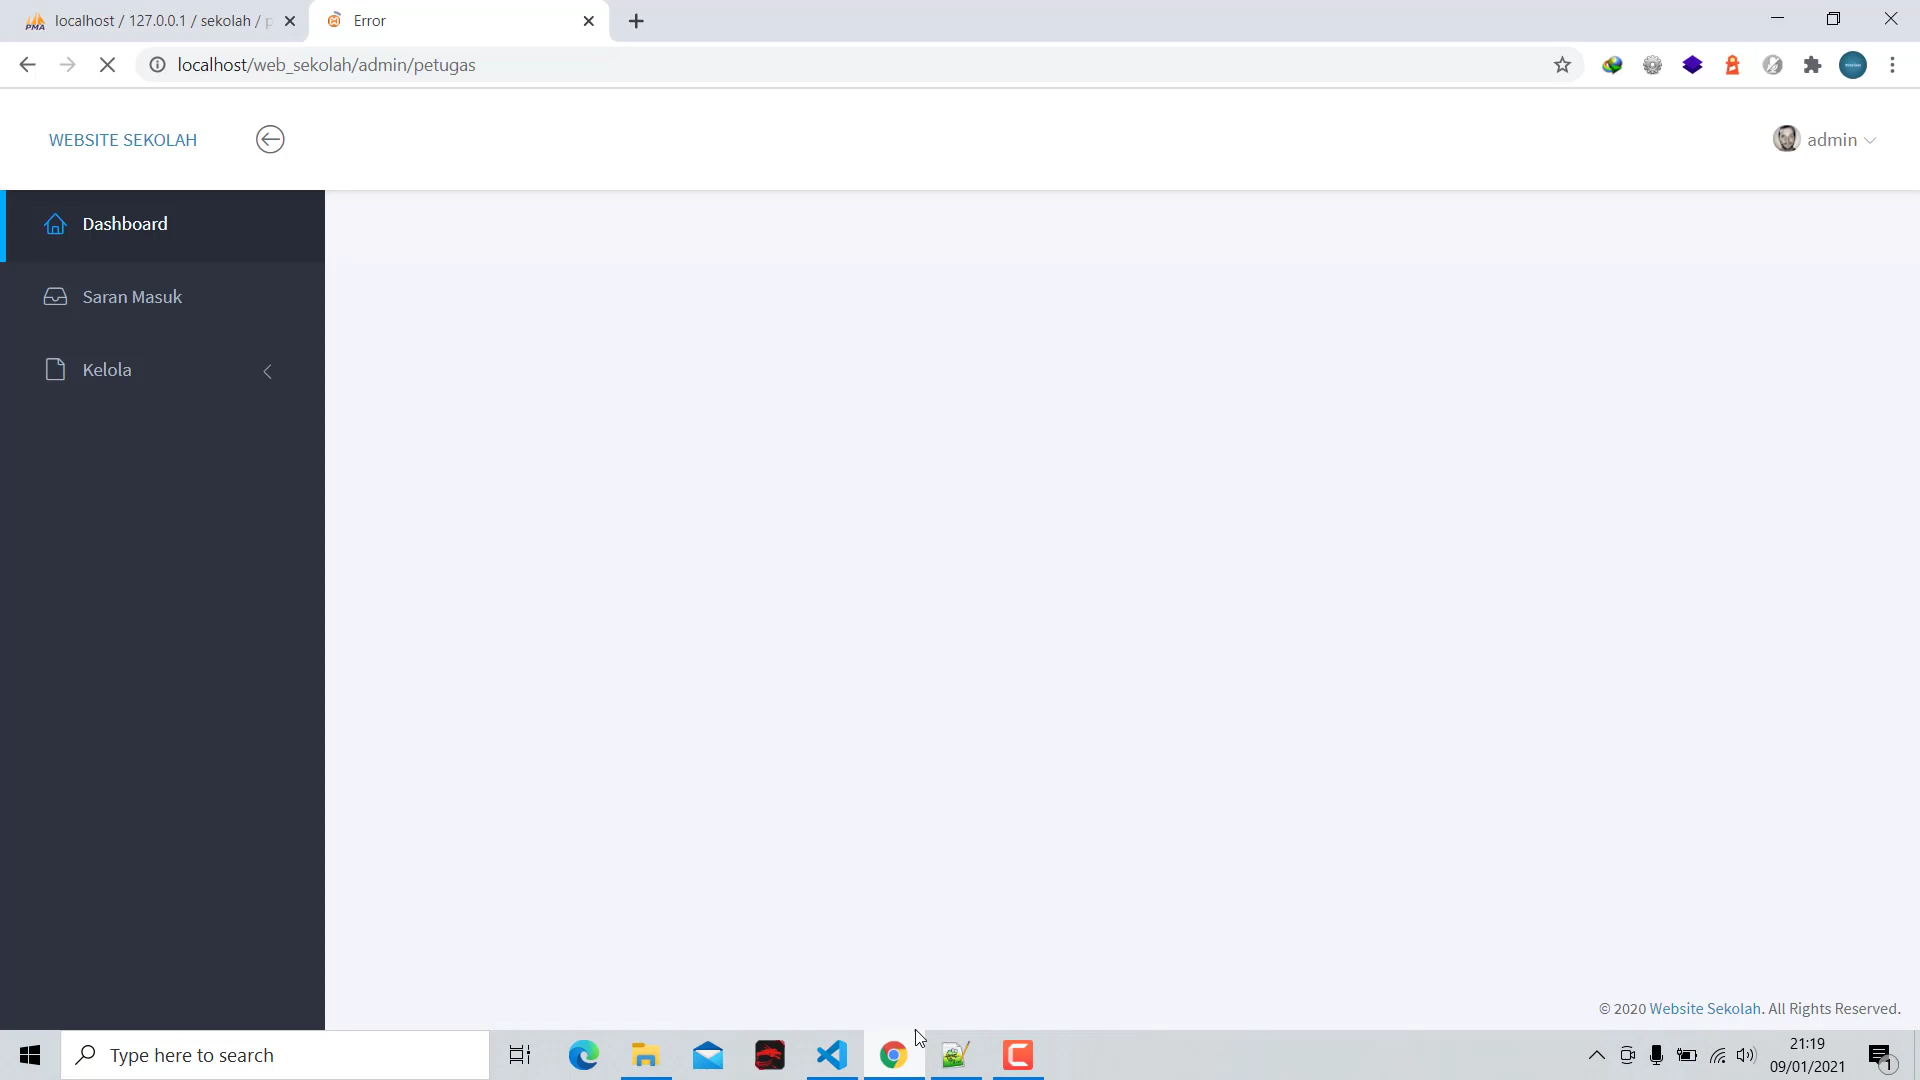 localhost / 127.0.0.1 / sekolah / p
Error
localhost/web_sekolah/admin/petugas
WEBSITE SEKOLAH
admin
Dashboard
Saran Masuk
Kelola
© 2020 Website Sekolah. All Rights Reserved.
Type here to search
21:19
09/01/2021
1